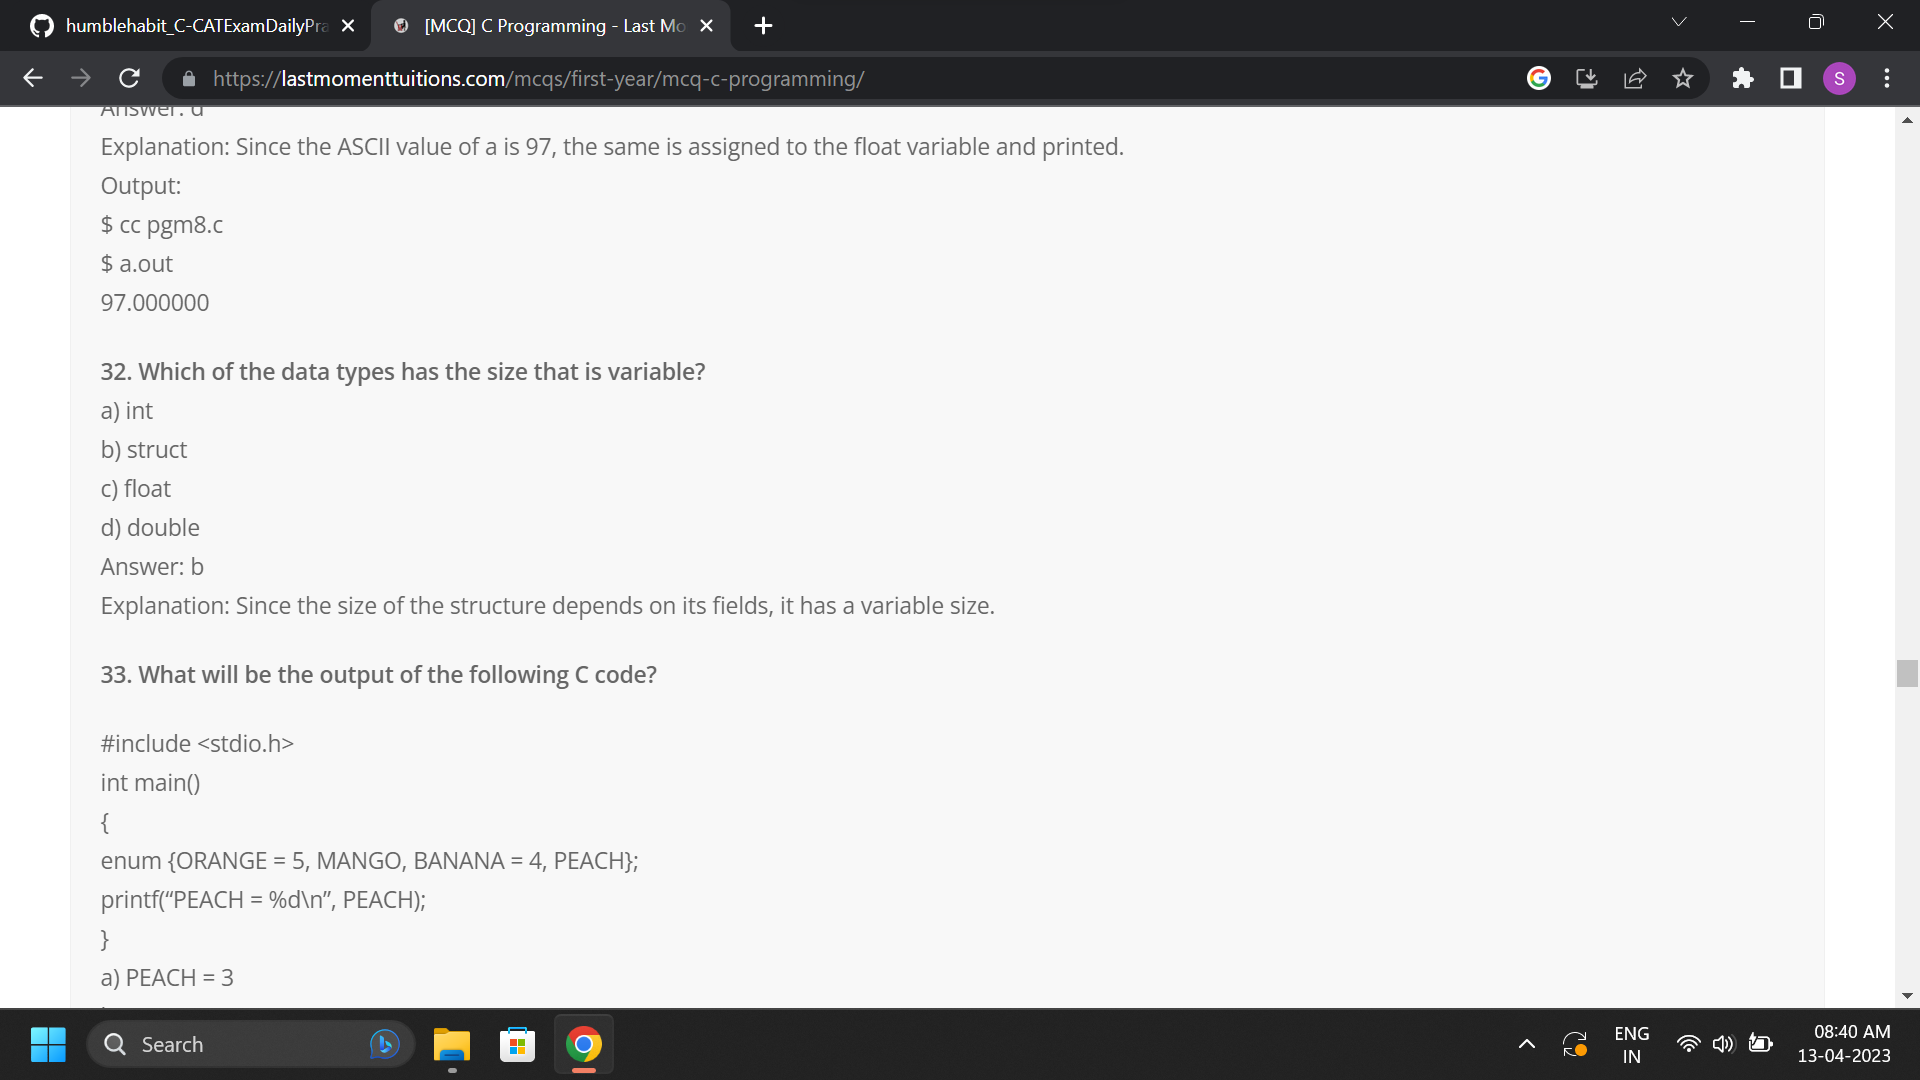 humblehabit_C-CATExamDailyPra
[MCQ] C Programming - Last Mo
https://lastmomenttuitions.com/mcqs/first-year/mcq-c-programming/
S
Answer: d
Explanation: Since the ASCII value of a is 97, the same is assigned to the float variable and printed.
Output:
$ cc pgm8.c
$ a.out
97.000000
32. Which of the data types has the size that is variable?
a) int
b) struct
c) float
d) double
Answer: b
Explanation: Since the size of the structure depends on its fields, it has a variable size.
33. What will be the output of the following C code?
#include <stdio.h>
int main()
{
enum {ORANGE = 5, MANGO, BANANA = 4, PEACH};
printf(“PEACH = %d\n”, PEACH);
}
a) PEACH = 3
Search
ENG
IN
08:40 AM
13-04-2023